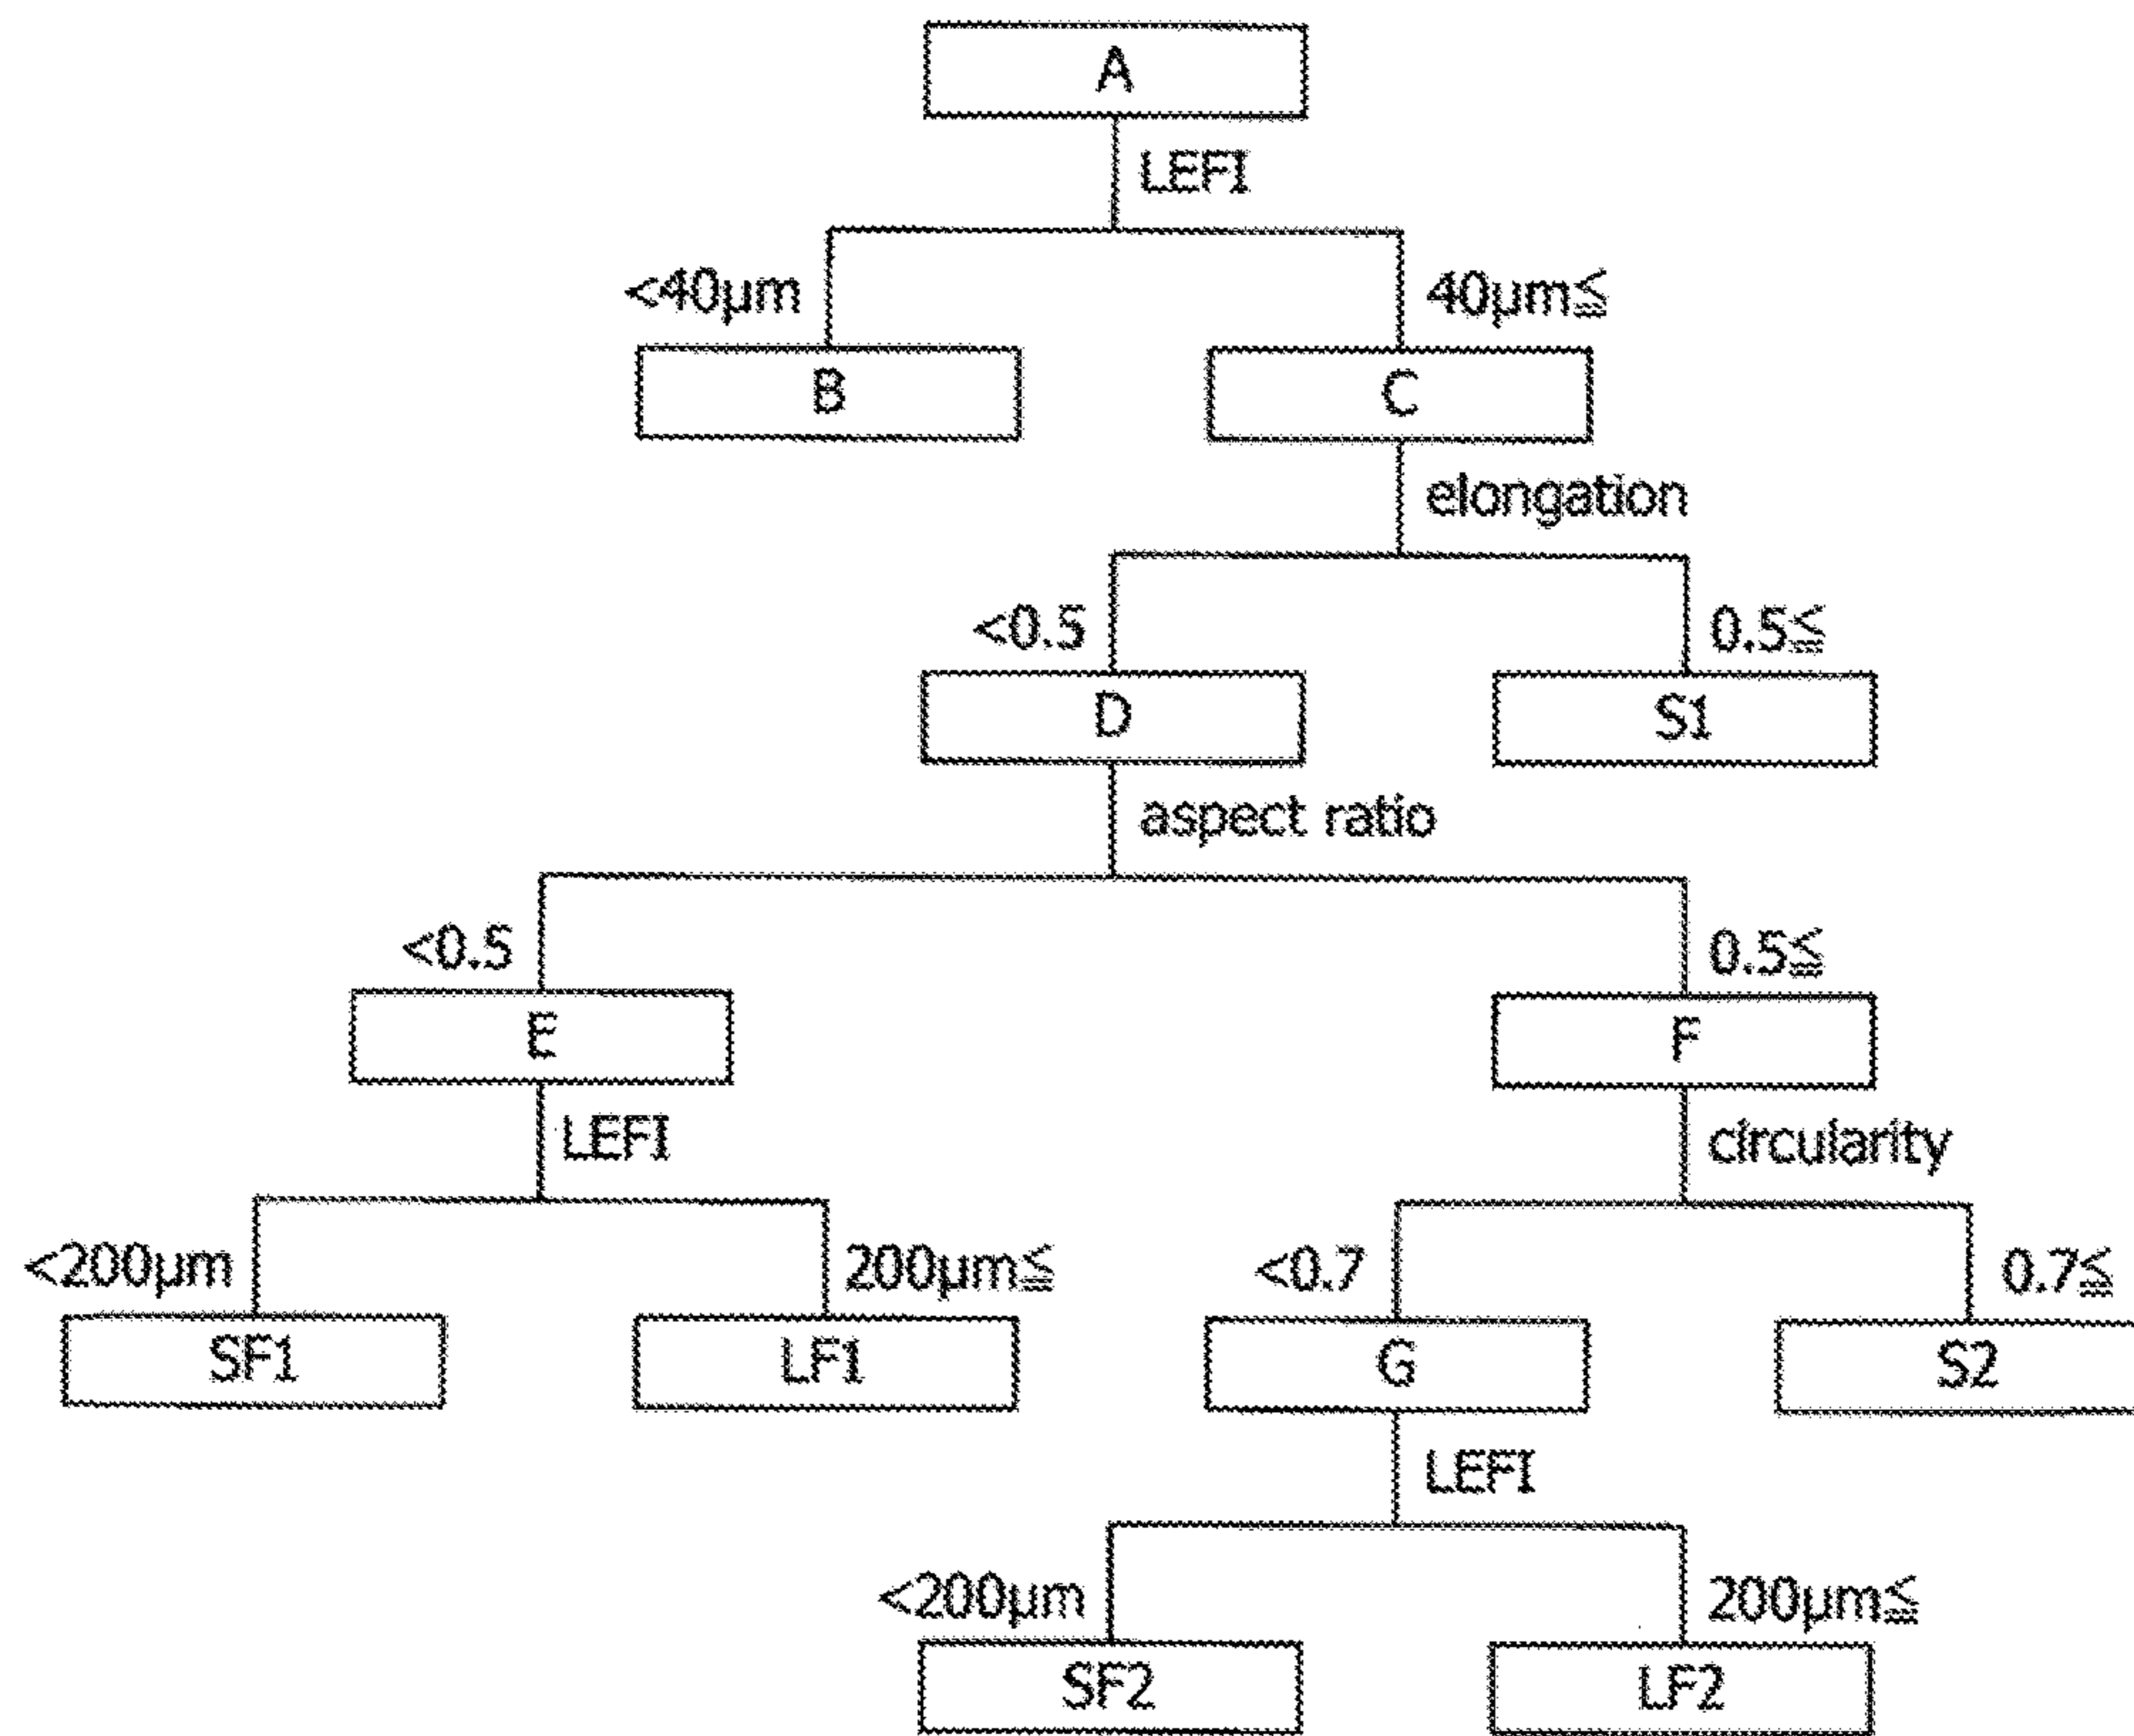 A
LEFI
<40μm
40μm≦
B
C
elongation
<0.5
0.5≦
D
S1
aspect ratio
<0.5
0.5≦
E
F
LEFI
circularity
<200μm
200μm≦
<0.7
0.7≦
SF1
LF1
G
S2
LEFI
<200μm
200μm≦
SF2
LF2